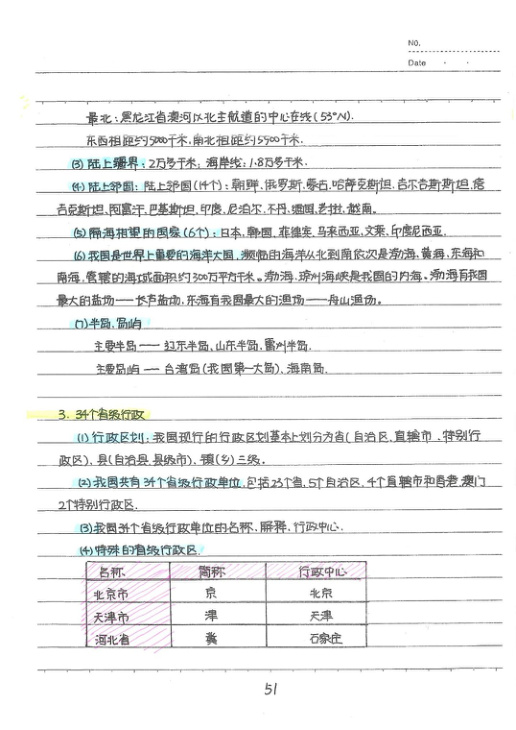 NO.
Date
最北:黑龙江省漠河以北主航道的中心在线(53°N).
东西相距约5000千米,南北相距约5500千米.
(3) 陆上疆界:2万多千米;海岸线:1.8万多千米.
(4) 陆上邻国:陆上邻国(14个):朝鲜.俄罗斯.蒙古.哈萨克斯坦.吉尔吉斯斯坦.塔
吉克斯坦.阿富汗.巴基斯坦.印度.尼泊尔.不丹.缅甸.老挝.越南.
(5) 隔海相望的国家(6个):日本.韩国.菲律宾.马来西亚.文莱.印度尼西亚.
(6) 我国是世界上重要的海洋大国,濒临的海洋从北到南依次是渤海.黄海.东海和
南海.管辖的海域面积约300万平方千米。渤海.琼州海峡是我国的内海。渤海有我国
最大的盐场——长芦盐场,东海有我国最大的渔场——舟山渔场。
(7) 半岛.岛屿
主要半岛——辽东半岛.山东半岛.雷州半岛.
主要岛屿——台湾岛(我国第一大岛).海南岛.
3. 34个省级行政
(1) 行政区划:我国现行的行政区划基本上划分为省(自治区.直辖市.特别行
政区).县(自治县.县级市).镇(乡)三级.
(2) 我国共有34个省级行政单位,包括23个省.5个自治区.4个直辖市和香港.澳门
2个特别行政区.
(3) 我国34个省级行政单位的名称.简称.行政中心.
(4) 特殊的省级行政区.
名称 简称 行政中心
北京市 京 北京
天津市 津 天津
河北省 冀 石家庄
51